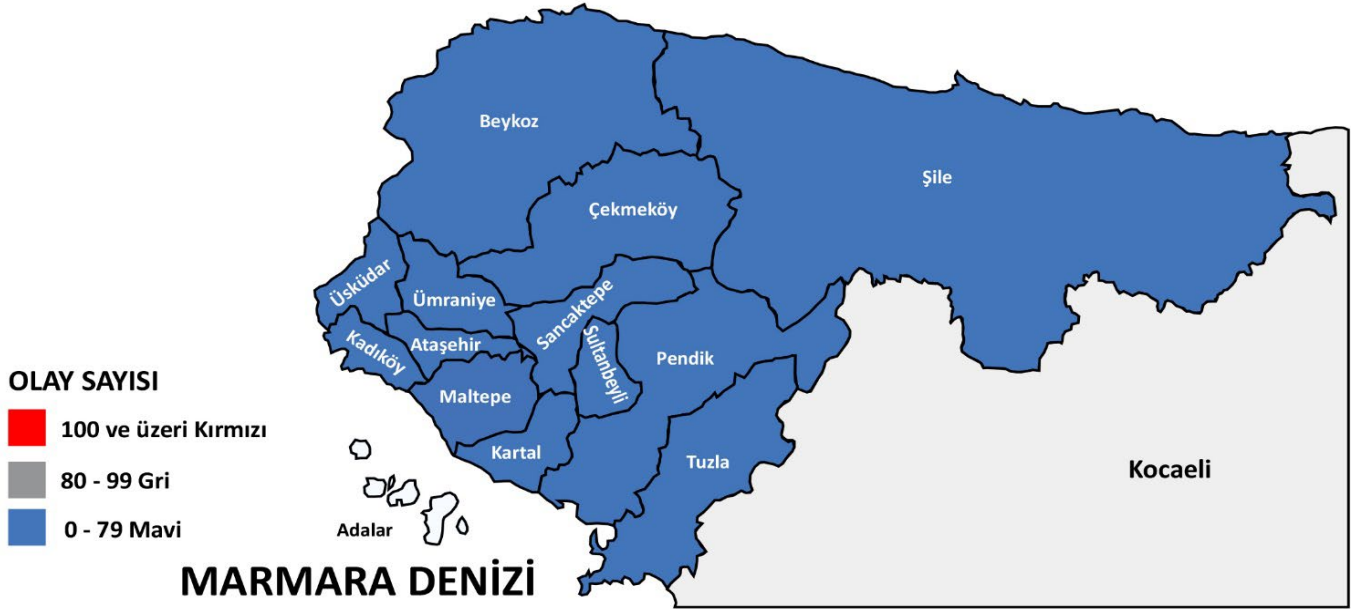 Beykoz
Şile
Çekmeköy
Üsküdar
Ümraniye
Sancaktepe
Kadıköy
Ataşehir
Sultanbeyli
Pendik
Maltepe
Kartal
Tuzla
Kocaeli
OLAY SAYISI
100 ve üzeri Kırmızı
80 - 99 Gri
0 - 79 Mavi
Adalar
MARMARA DENİZİ